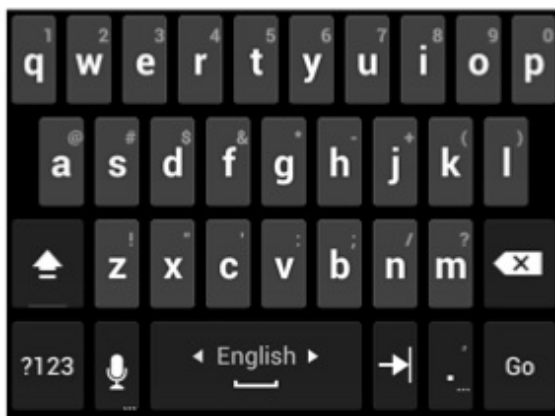 1 2 3 4 5 6 7 8 9 0
q w e r t y u i o p
@ # $ & * - + ( )
a s d f g h j k l
! " ' : ; / ?
z x c v b n m
?123 ◄ English ► . ' Go